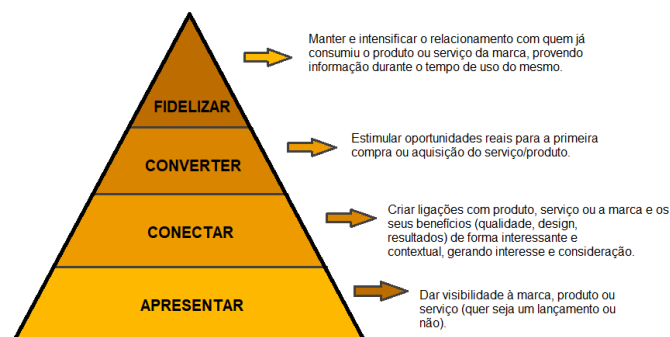 Manter e intensificar o relacionamento com quem já
consumiu o produto ou serviço da marca, provendo
informação durante o tempo de uso do mesmo.
FIDELIZAR
Estimular oportunidades reais para a primeira
compra ou aquisição do serviço/produto.
CONVERTER
Criar ligações com produto, serviço ou a marca e os
seus benefícios (qualidade, design,
resultados) de forma interessante e
contextual, gerando interesse e consideração.
CONECTAR
Dar visibilidade à marca, produto ou
serviço (quer seja um lançamento ou
não).
APRESENTAR